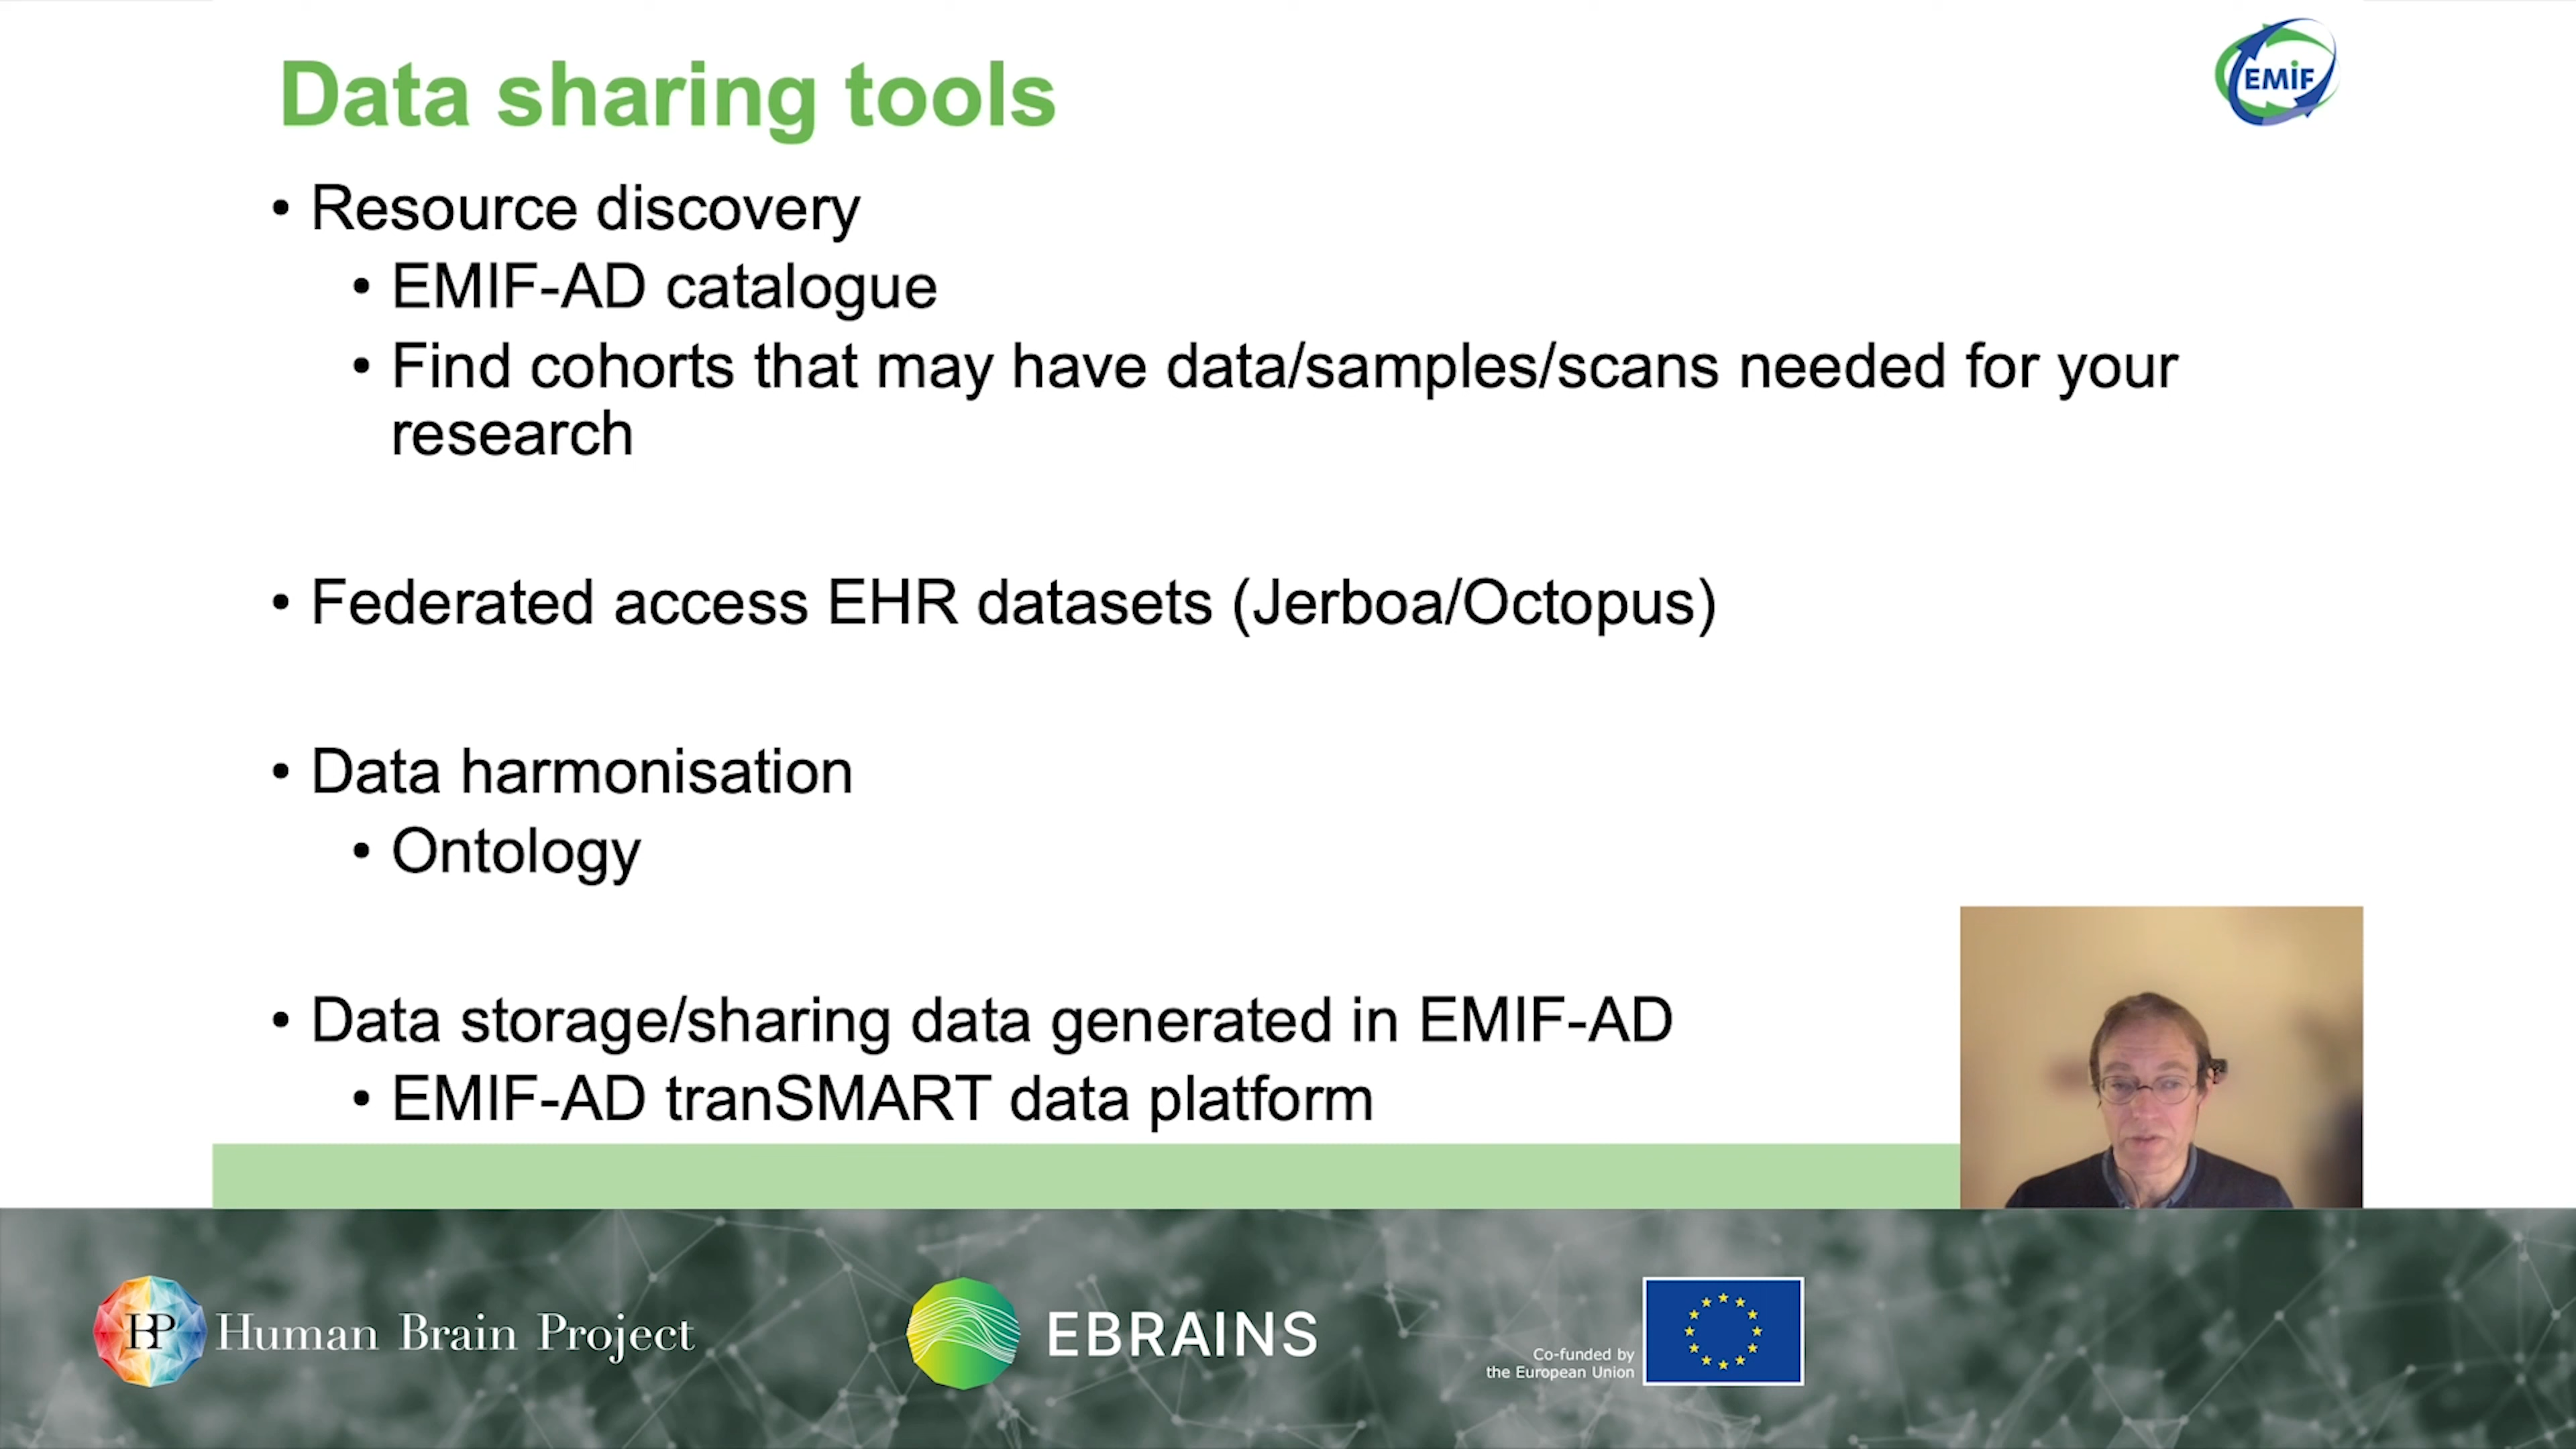 Data sharing tools
EMIF
• Resource discovery
• EMIF-AD catalogue
• Find cohorts that may have data/samples/scans needed for your
research
• Federated access EHR datasets (Jerboa/Octopus)
• Data harmonisation
• Ontology
• Data storage/sharing data generated in EMIF-AD
• EMIF-AD tranSMART data platform
HBP Human Brain Project
EBRAINS
Co-funded by
the European Union